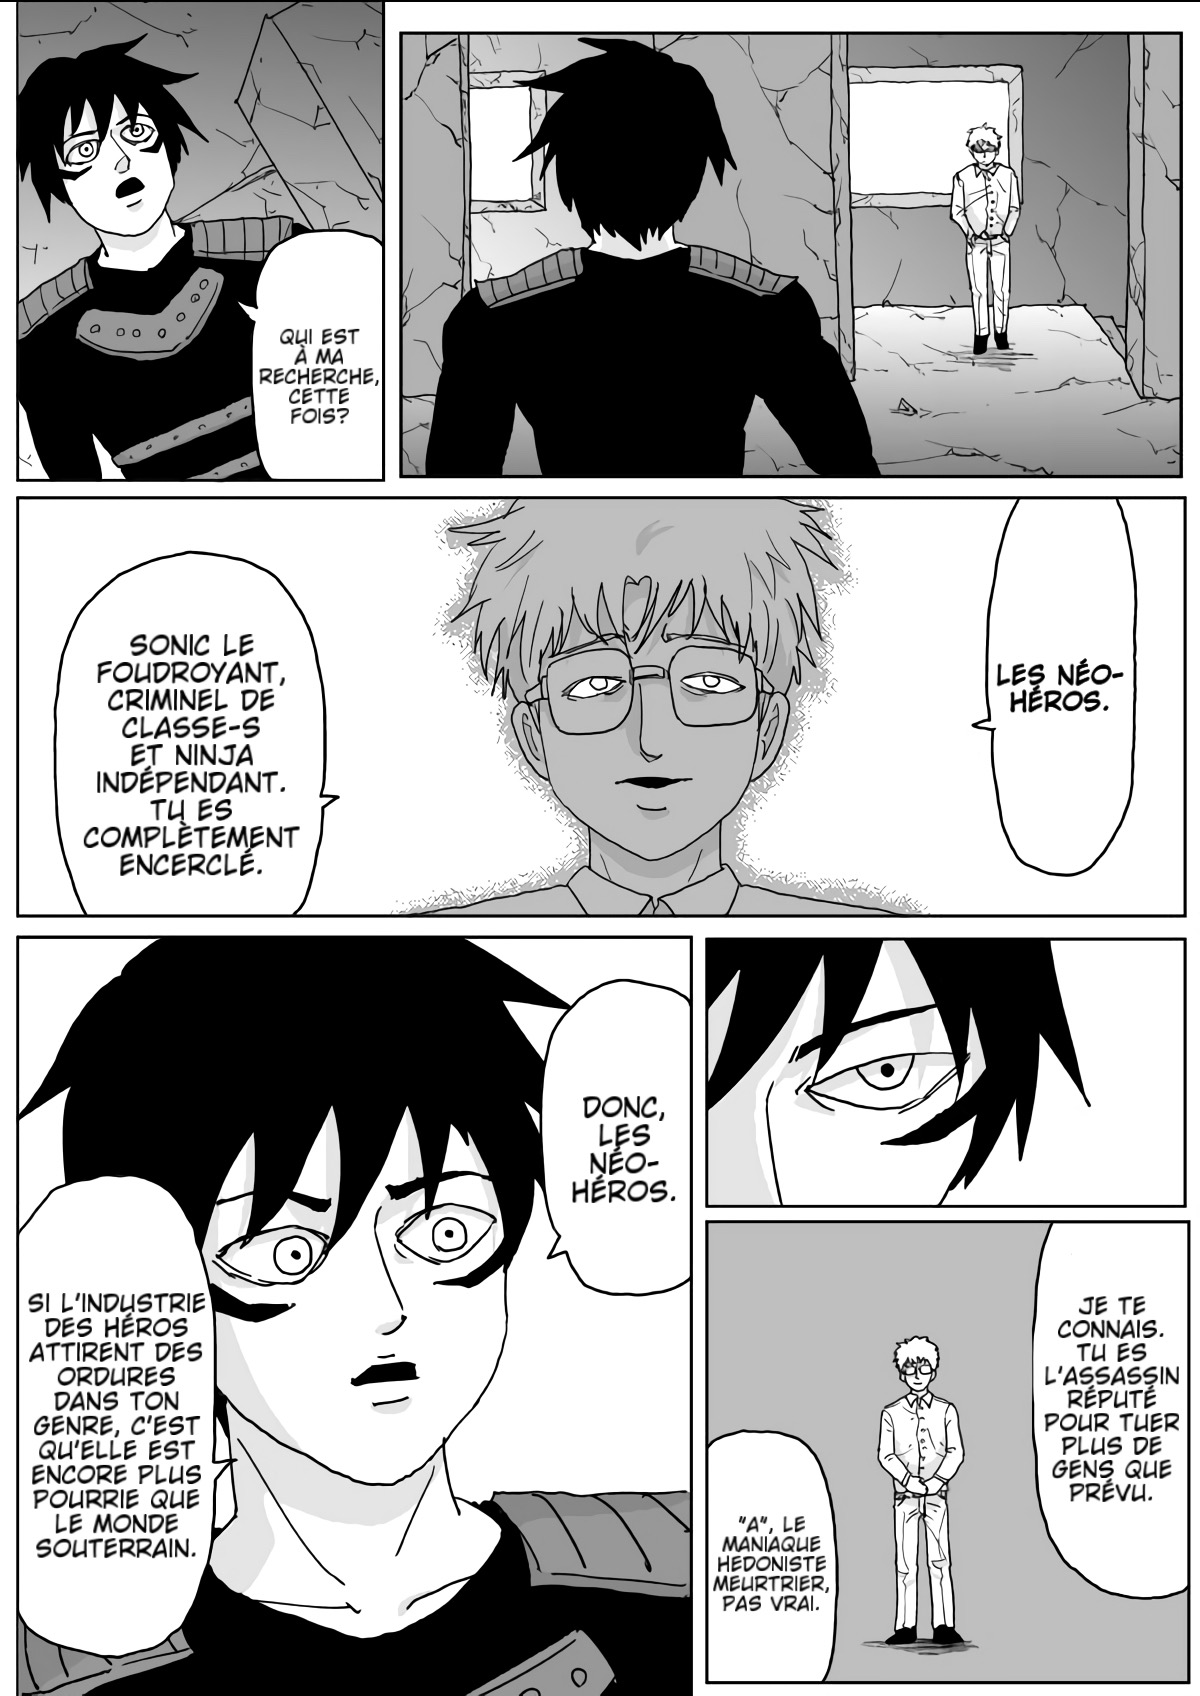 QUI EST
À MA
RECHERCHE,
CETTE
FOIS?
LES NÉO-
HÉROS.
SONIC LE
FOUDROYANT,
CRIMINEL DE
CLASSE-S
ET NINJA
INDÉPENDANT.
TU ES
COMPLÈTEMENT
ENCERCLÉ.
JE TE
CONNAIS.
TU ES
L'ASSASSIN
RÉPUTÉ
POUR TUER
PLUS DE
GENS QUE
PRÉVU.
"A", LE
MANIAQUE
HEDONISTE
MEURTRIER,
PAS VRAI.
DONC,
LES
NÉO-
HÉROS.
SI L'INDUSTRIE
DES HÉROS
ATTIRENT DES
ORDURES
DANS TON
GENRE, C'EST
QU'ELLE EST
ENCORE PLUS
POURRIE QUE
LE MONDE
SOUTERRAIN.